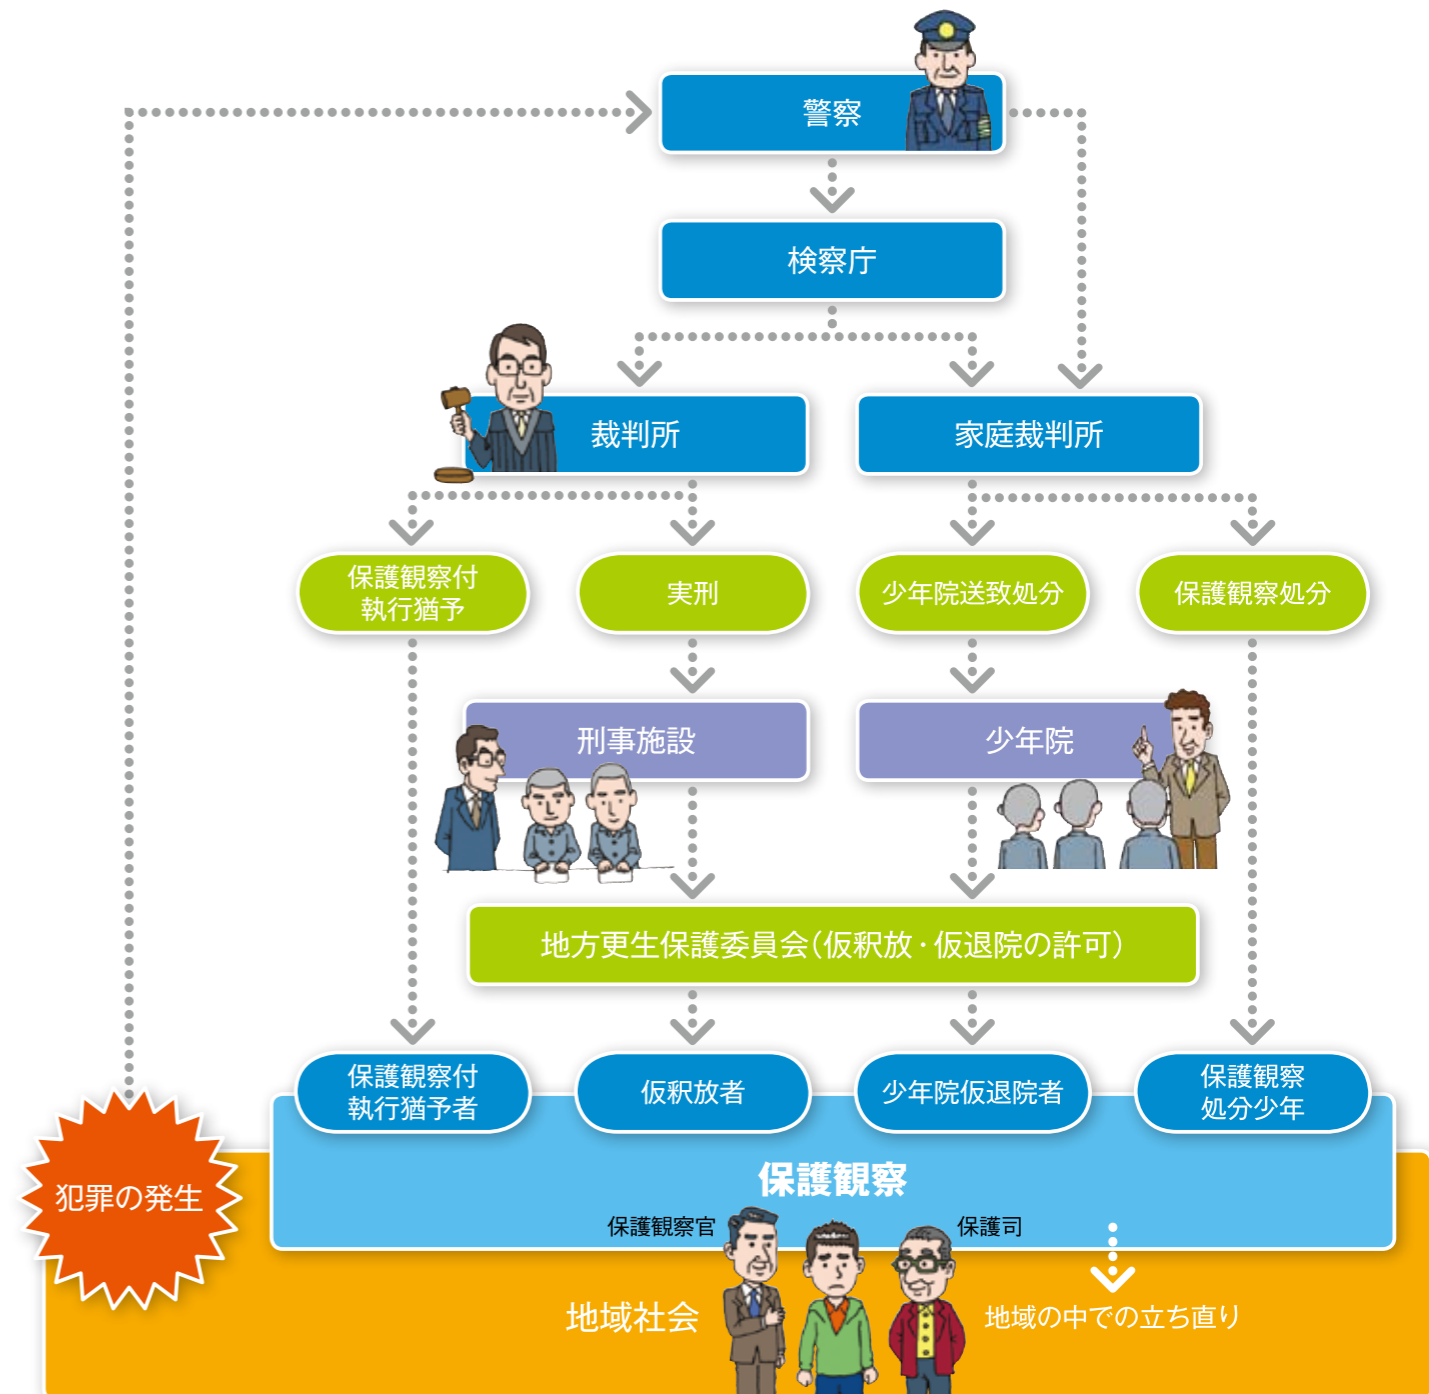 警察
検察庁
裁判所
家庭裁判所
保護観察付
執行猶予
実刑
少年院送致処分
保護観察処分
刑事施設
少年院
地方更生保護委員会(仮釈放・仮退院の許可)
保護観察付
執行猶予者
仮釈放者
少年院仮退院者
保護観察
処分少年
犯罪の発生
保護観察
保護観察官
保護司
地域社会
地域の中での立ち直り